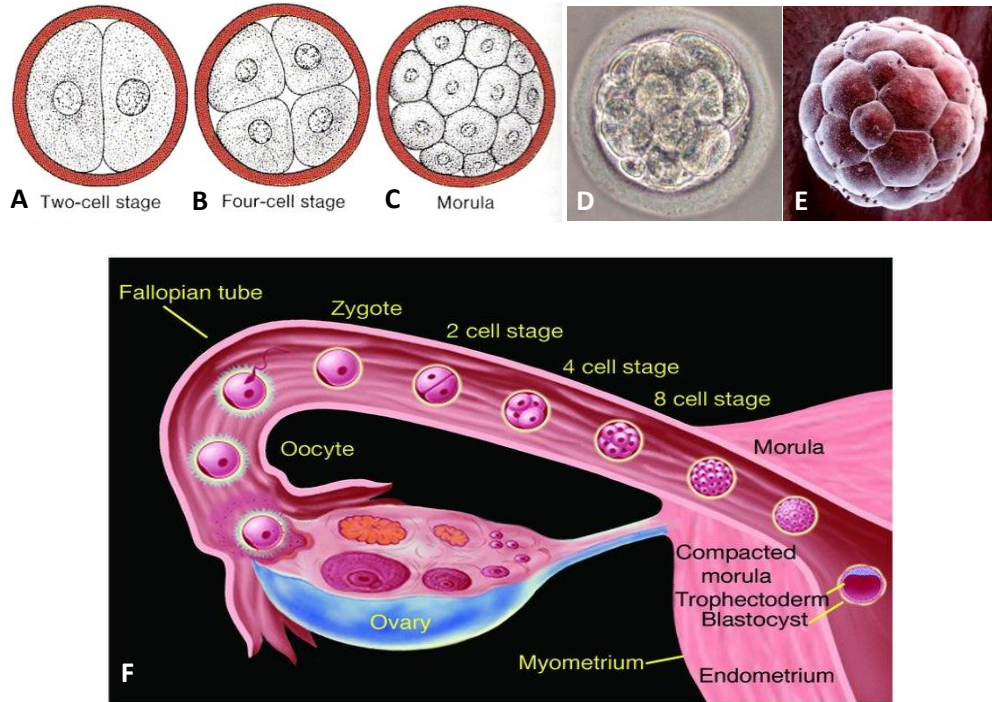 A Two-cell stage
B Four-cell stage
C Morula
D
E
Fallopian tube
Zygote
2 cell stage
4 cell stage
8 cell stage
Morula
Oocyte
Compacted
morula
Trophectoderm
Blastocyst
Ovary
Myometrium
Endometrium
F